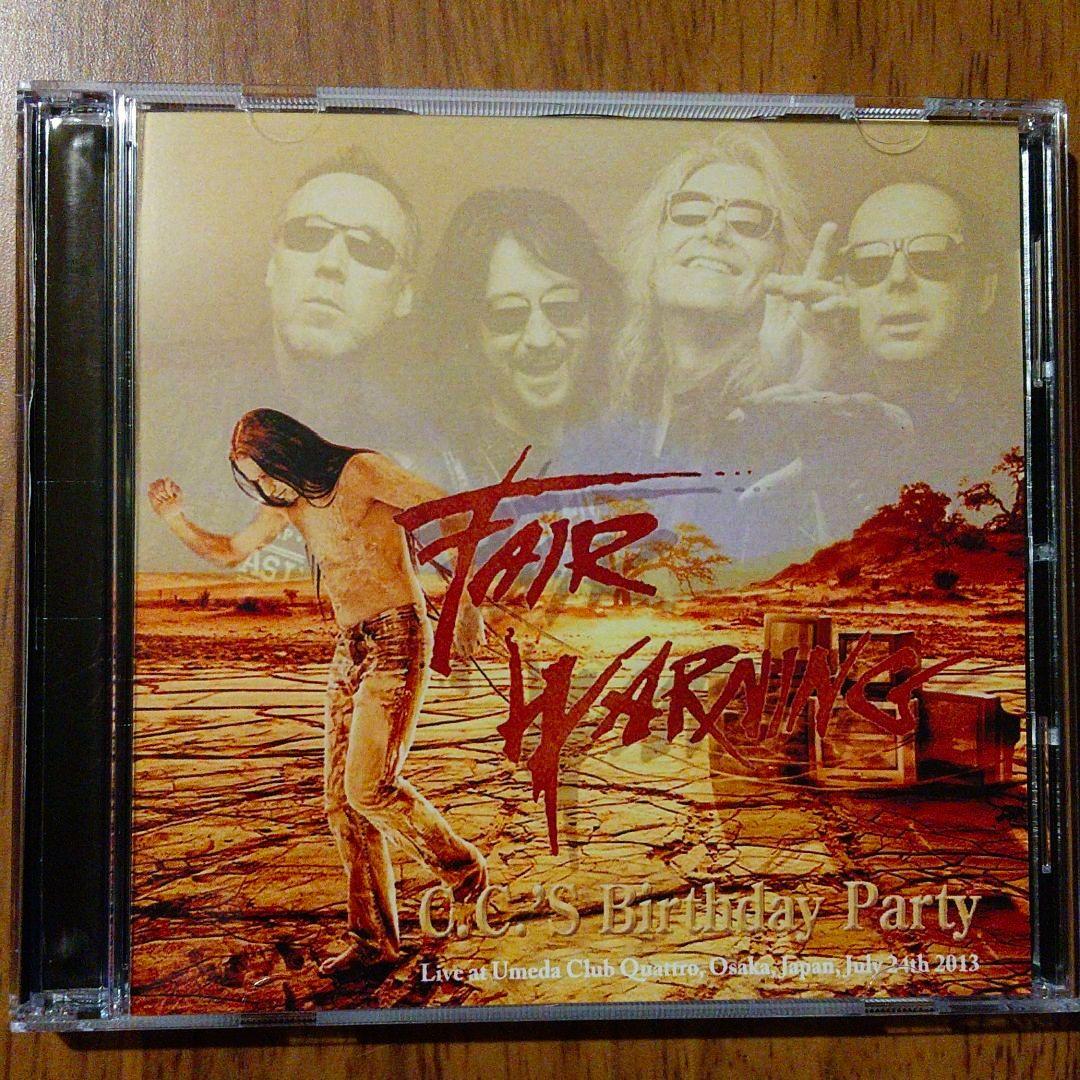 FAIR
WARNING
C.C.'S Birthday Party
Live at Umeda Club Quattro, Osaka, Japan, July 24th 2013